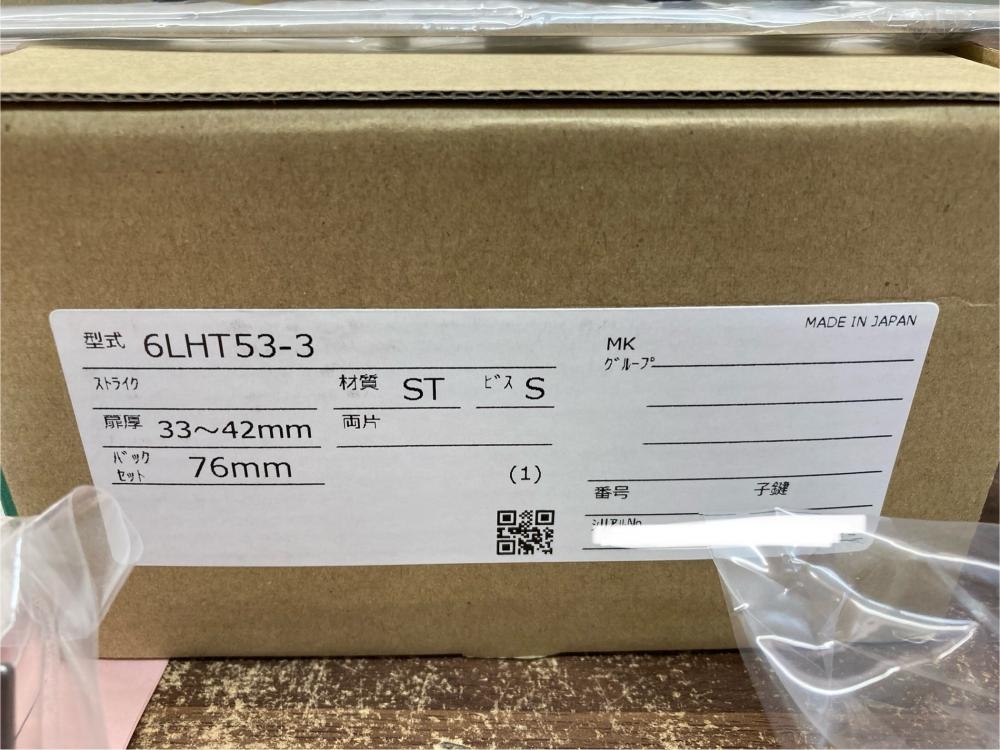 MADE IN JAPAN
型式 6LHT53-3
MK
ｸﾞﾙｰﾌﾟ
ｽﾄﾗｲｸ
材質 ST ﾋﾞｽ S
扉厚 33～42mm 両片
ﾊﾞｯｸ
ｾｯﾄ 76mm
(1)
番号 子鍵
ｼﾘｱﾙNo